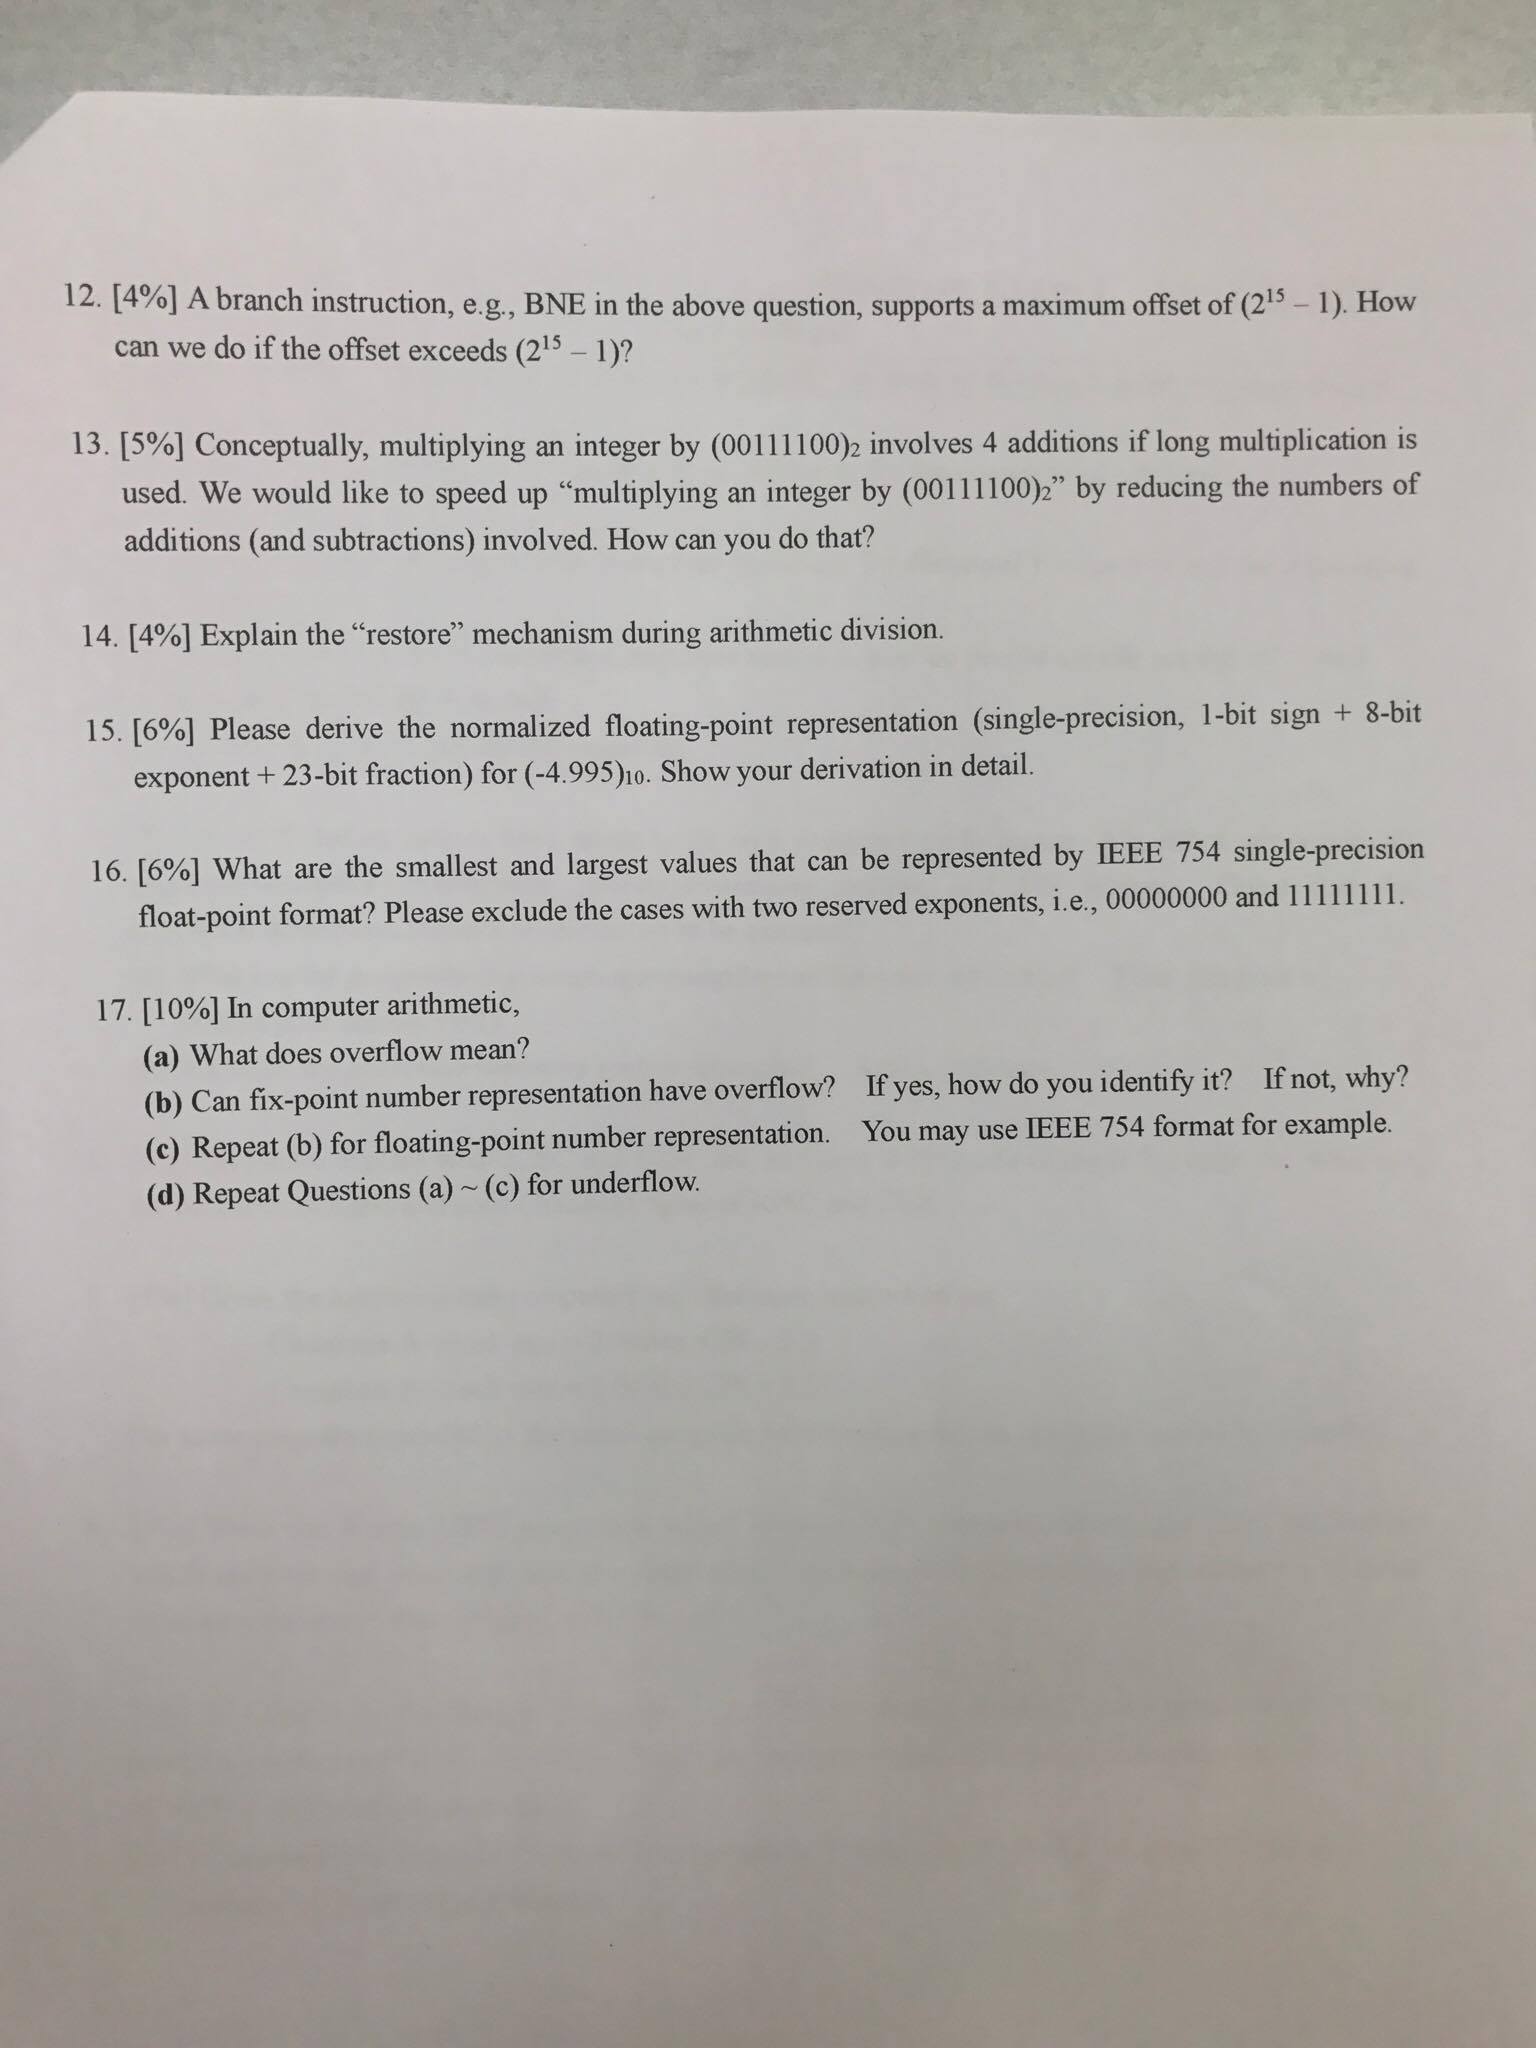 12. [4%] A branch instruction, e.g., BNE in the above question, supports a maximum offset of (2¹⁵ – 1). How
can we do if the offset exceeds (2¹⁵ – 1)?
13. [5%] Conceptually, multiplying an integer by (00111100)₂ involves 4 additions if long multiplication is
used. We would like to speed up “multiplying an integer by (00111100)₂” by reducing the numbers of
additions (and subtractions) involved. How can you do that?
14. [4%] Explain the “restore” mechanism during arithmetic division.
15. [6%] Please derive the normalized floating-point representation (single-precision, 1-bit sign + 8-bit
exponent + 23-bit fraction) for (-4.995)₁₀. Show your derivation in detail.
16. [6%] What are the smallest and largest values that can be represented by IEEE 754 single-precision
float-point format? Please exclude the cases with two reserved exponents, i.e., 00000000 and 11111111.
17. [10%] In computer arithmetic,
(a) What does overflow mean?
(b) Can fix-point number representation have overflow? If yes, how do you identify it? If not, why?
(c) Repeat (b) for floating-point number representation. You may use IEEE 754 format for example.
(d) Repeat Questions (a) ~ (c) for underflow.